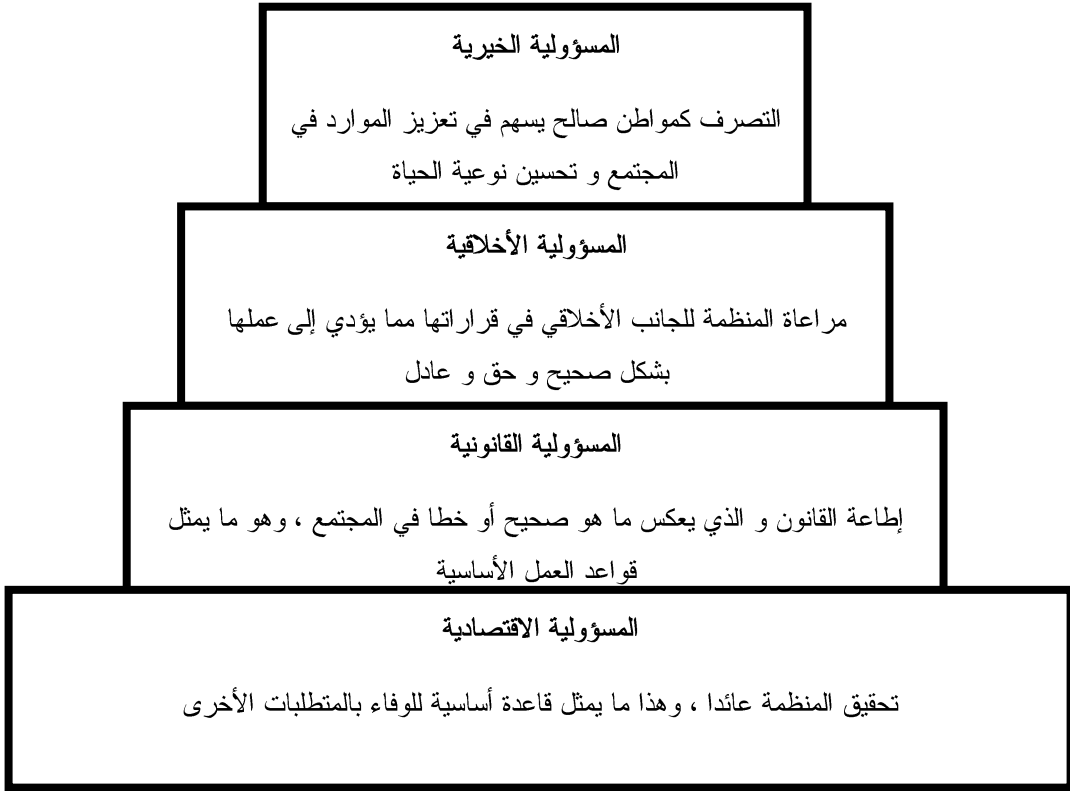 المسؤولية الخيرية
التصرف كمواطن صالح يسهم في تعزيز الموارد في
المجتمع و تحسين نوعية الحياة
المسؤولية الأخلاقية
مراعاة المنظمة للجانب الأخلاقي في قراراتها مما يؤدي إلى عملها
بشكل صحيح و حق و عادل
المسؤولية القانونية
إطاعة القانون و الذي يعكس ما هو صحيح أو خطا في المجتمع ، وهو ما يمثل
قواعد العمل الأساسية
المسؤولية الاقتصادية
تحقيق المنظمة عائدا ، وهذا ما يمثل قاعدة أساسية للوفاء بالمتطلبات الأخرى